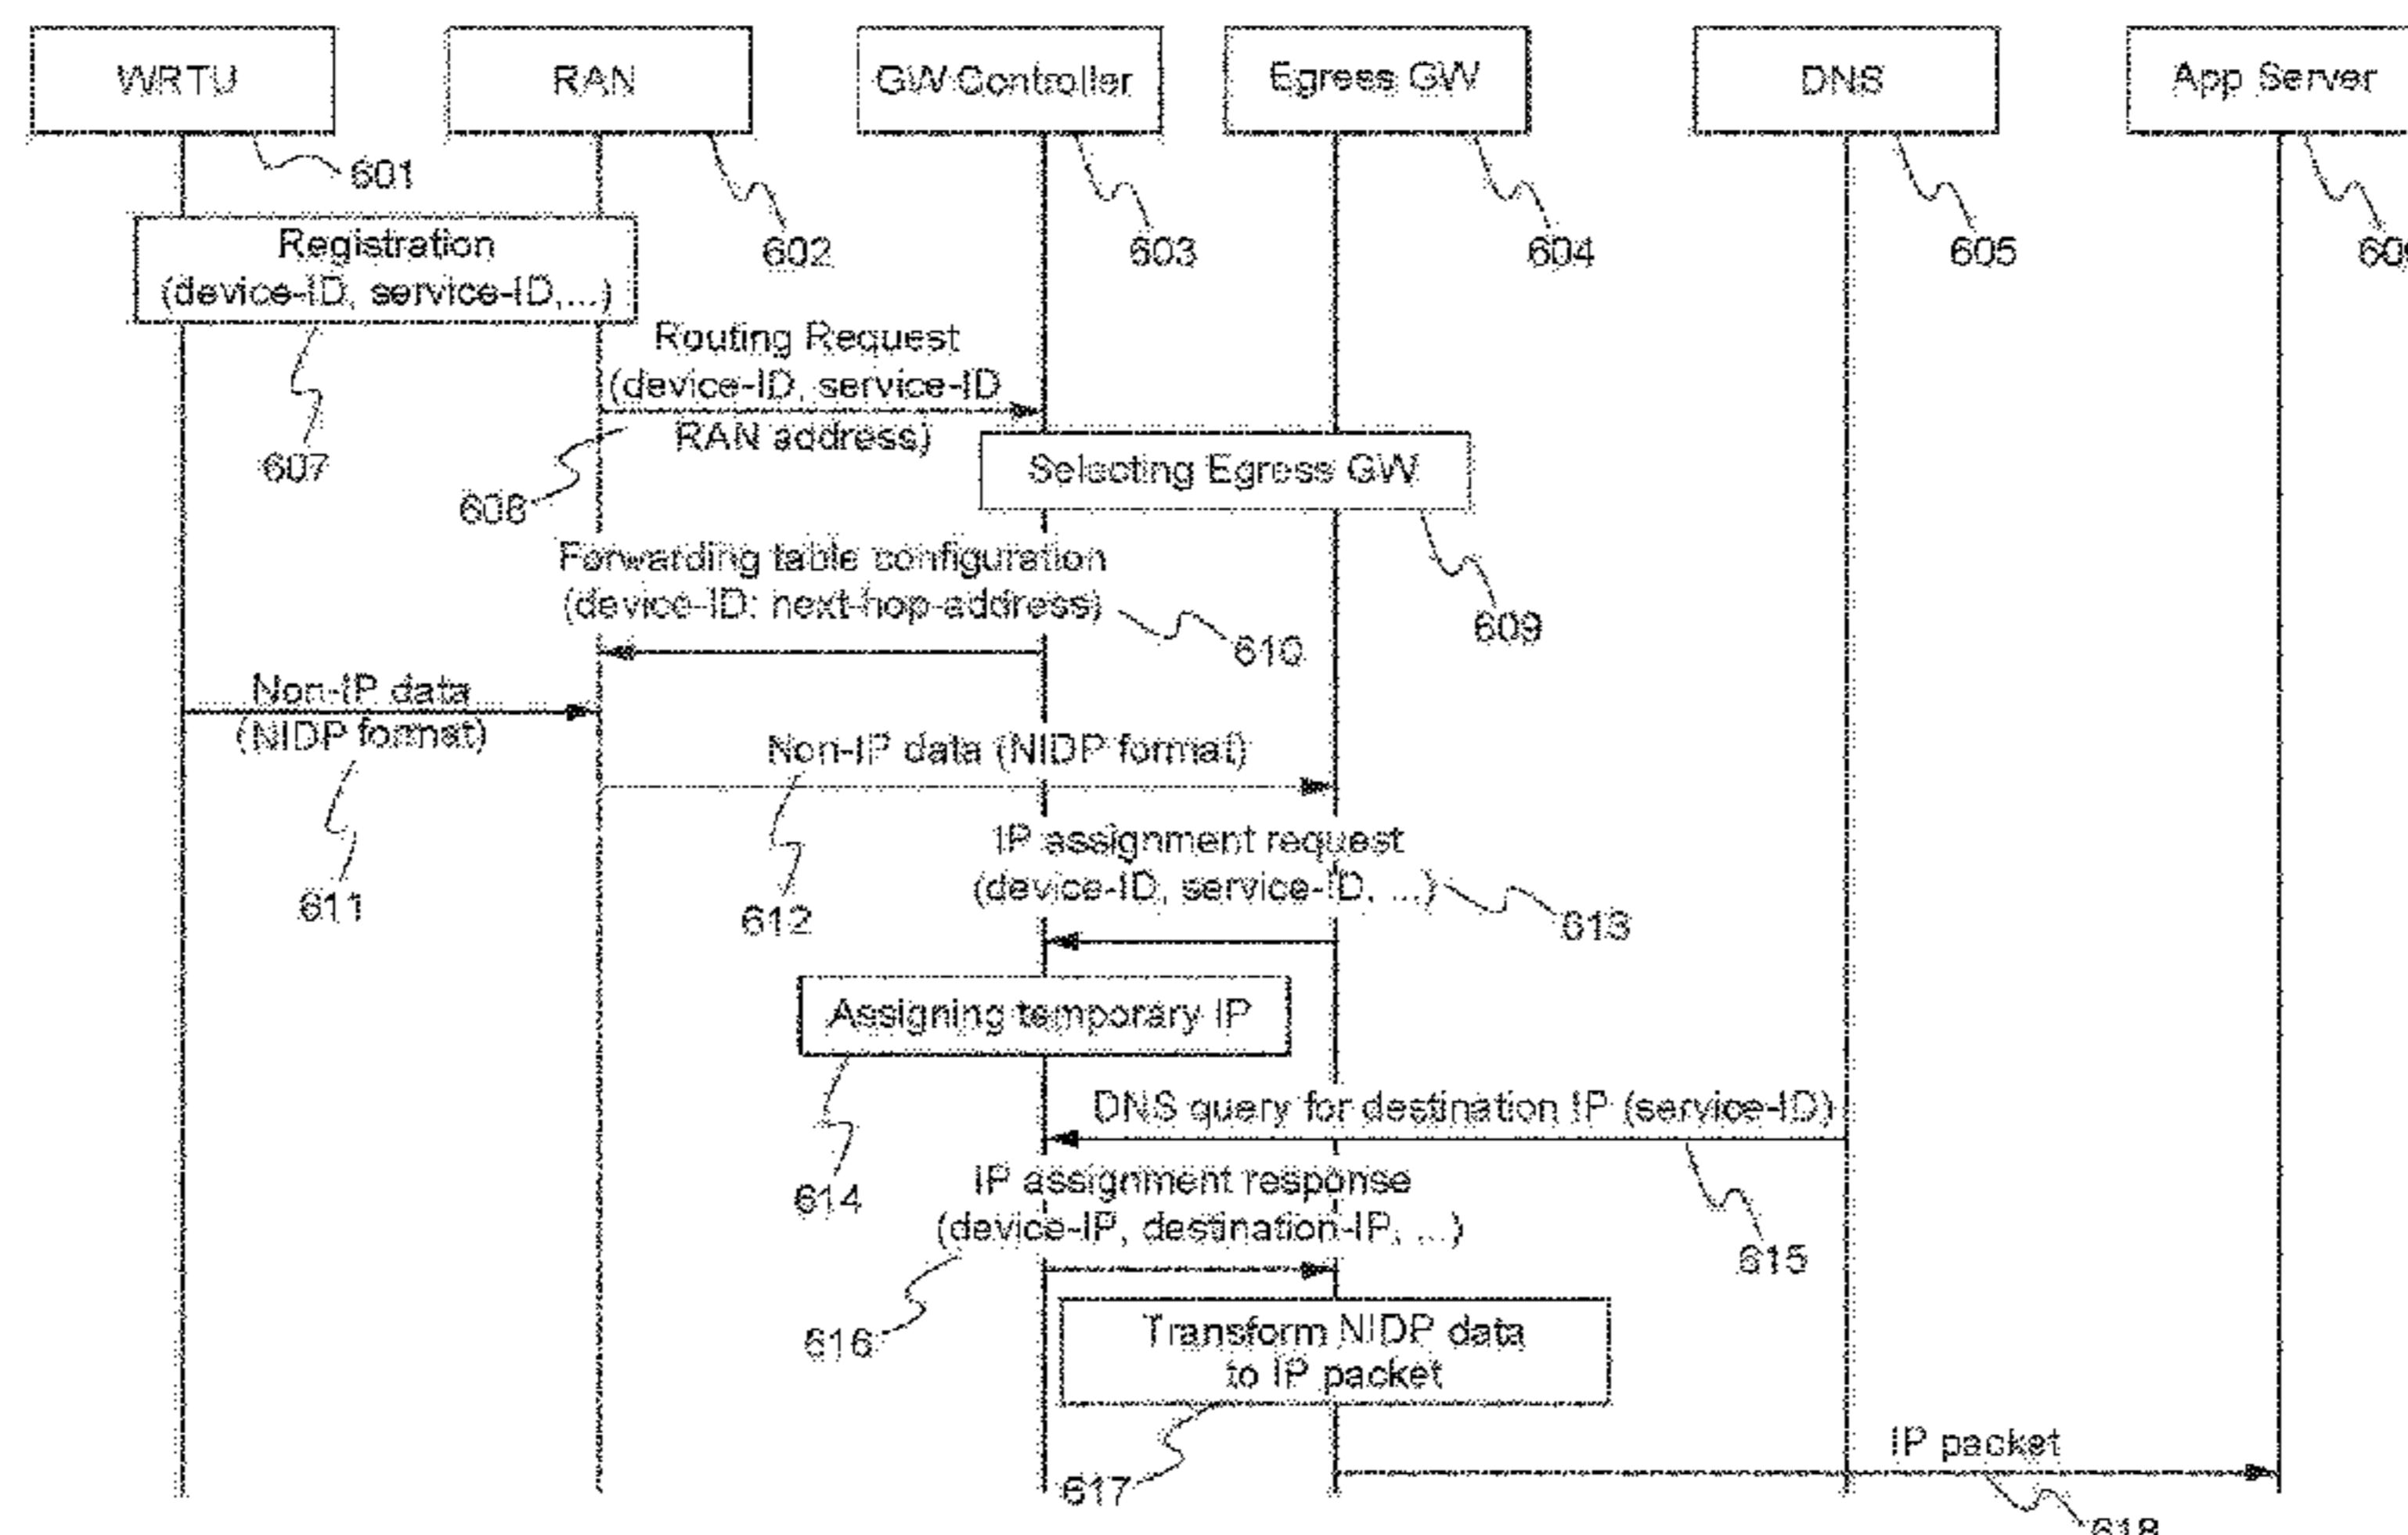 WRTU
RAN
GW Controller
Egress GW
DNS
App Server
601
602
603
604
605
Registration
(device-ID, service-ID,...)
607
Routing Request
(device-ID, service-ID
RAN address)
608
Selecting Egress GW
609
Forwarding table configuration
(device-ID: next-hop-address)
610
Non-IP data
(NIDP format)
611
Non-IP data (NIDP format)
612
IP assignment request
(device-ID, service-ID, ...)
613
Assigning temporary IP
614
DNS query for destination IP (service-ID)
615
IP assignment response
(device-IP, destination-IP, ...)
616
Transform NIDP data
to IP packet
617
IP packet
618